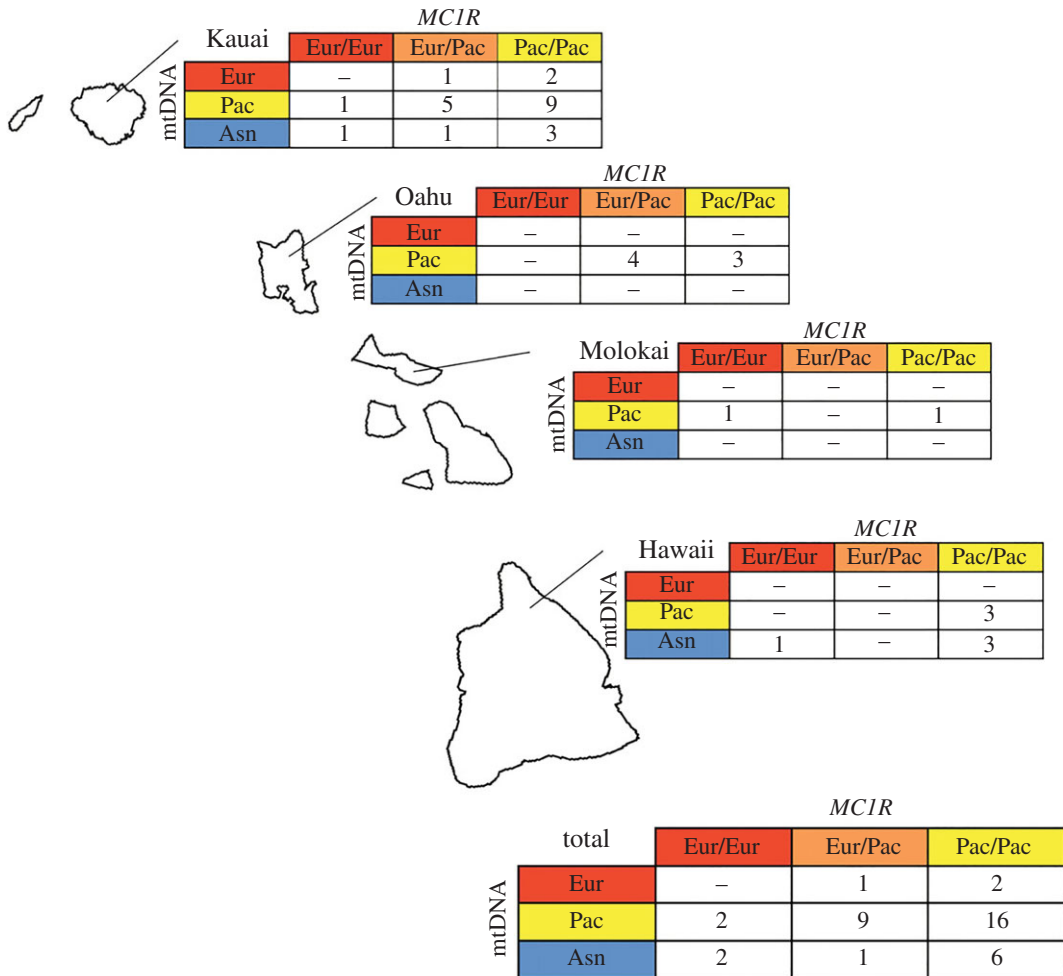 MC1R
Kauai Eur/Eur Eur/Pac Pac/Pac
mtDNA
Eur – 1 2
Pac 1 5 9
Asn 1 1 3
MC1R
Oahu Eur/Eur Eur/Pac Pac/Pac
mtDNA
Eur – – –
Pac – 4 3
Asn – – –
MC1R
Molokai Eur/Eur Eur/Pac Pac/Pac
mtDNA
Eur – – –
Pac 1 – 1
Asn – – –
MC1R
Hawaii Eur/Eur Eur/Pac Pac/Pac
mtDNA
Eur – – –
Pac – – 3
Asn 1 – 3
MC1R
total Eur/Eur Eur/Pac Pac/Pac
mtDNA
Eur – 1 2
Pac 2 9 16
Asn 2 1 6